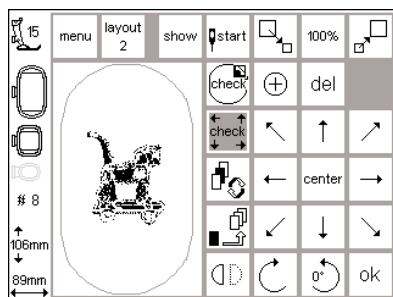 15
menu
layout
2
show
start
100%
check
del
check
center
# 8
106mm
89mm
0°
ok